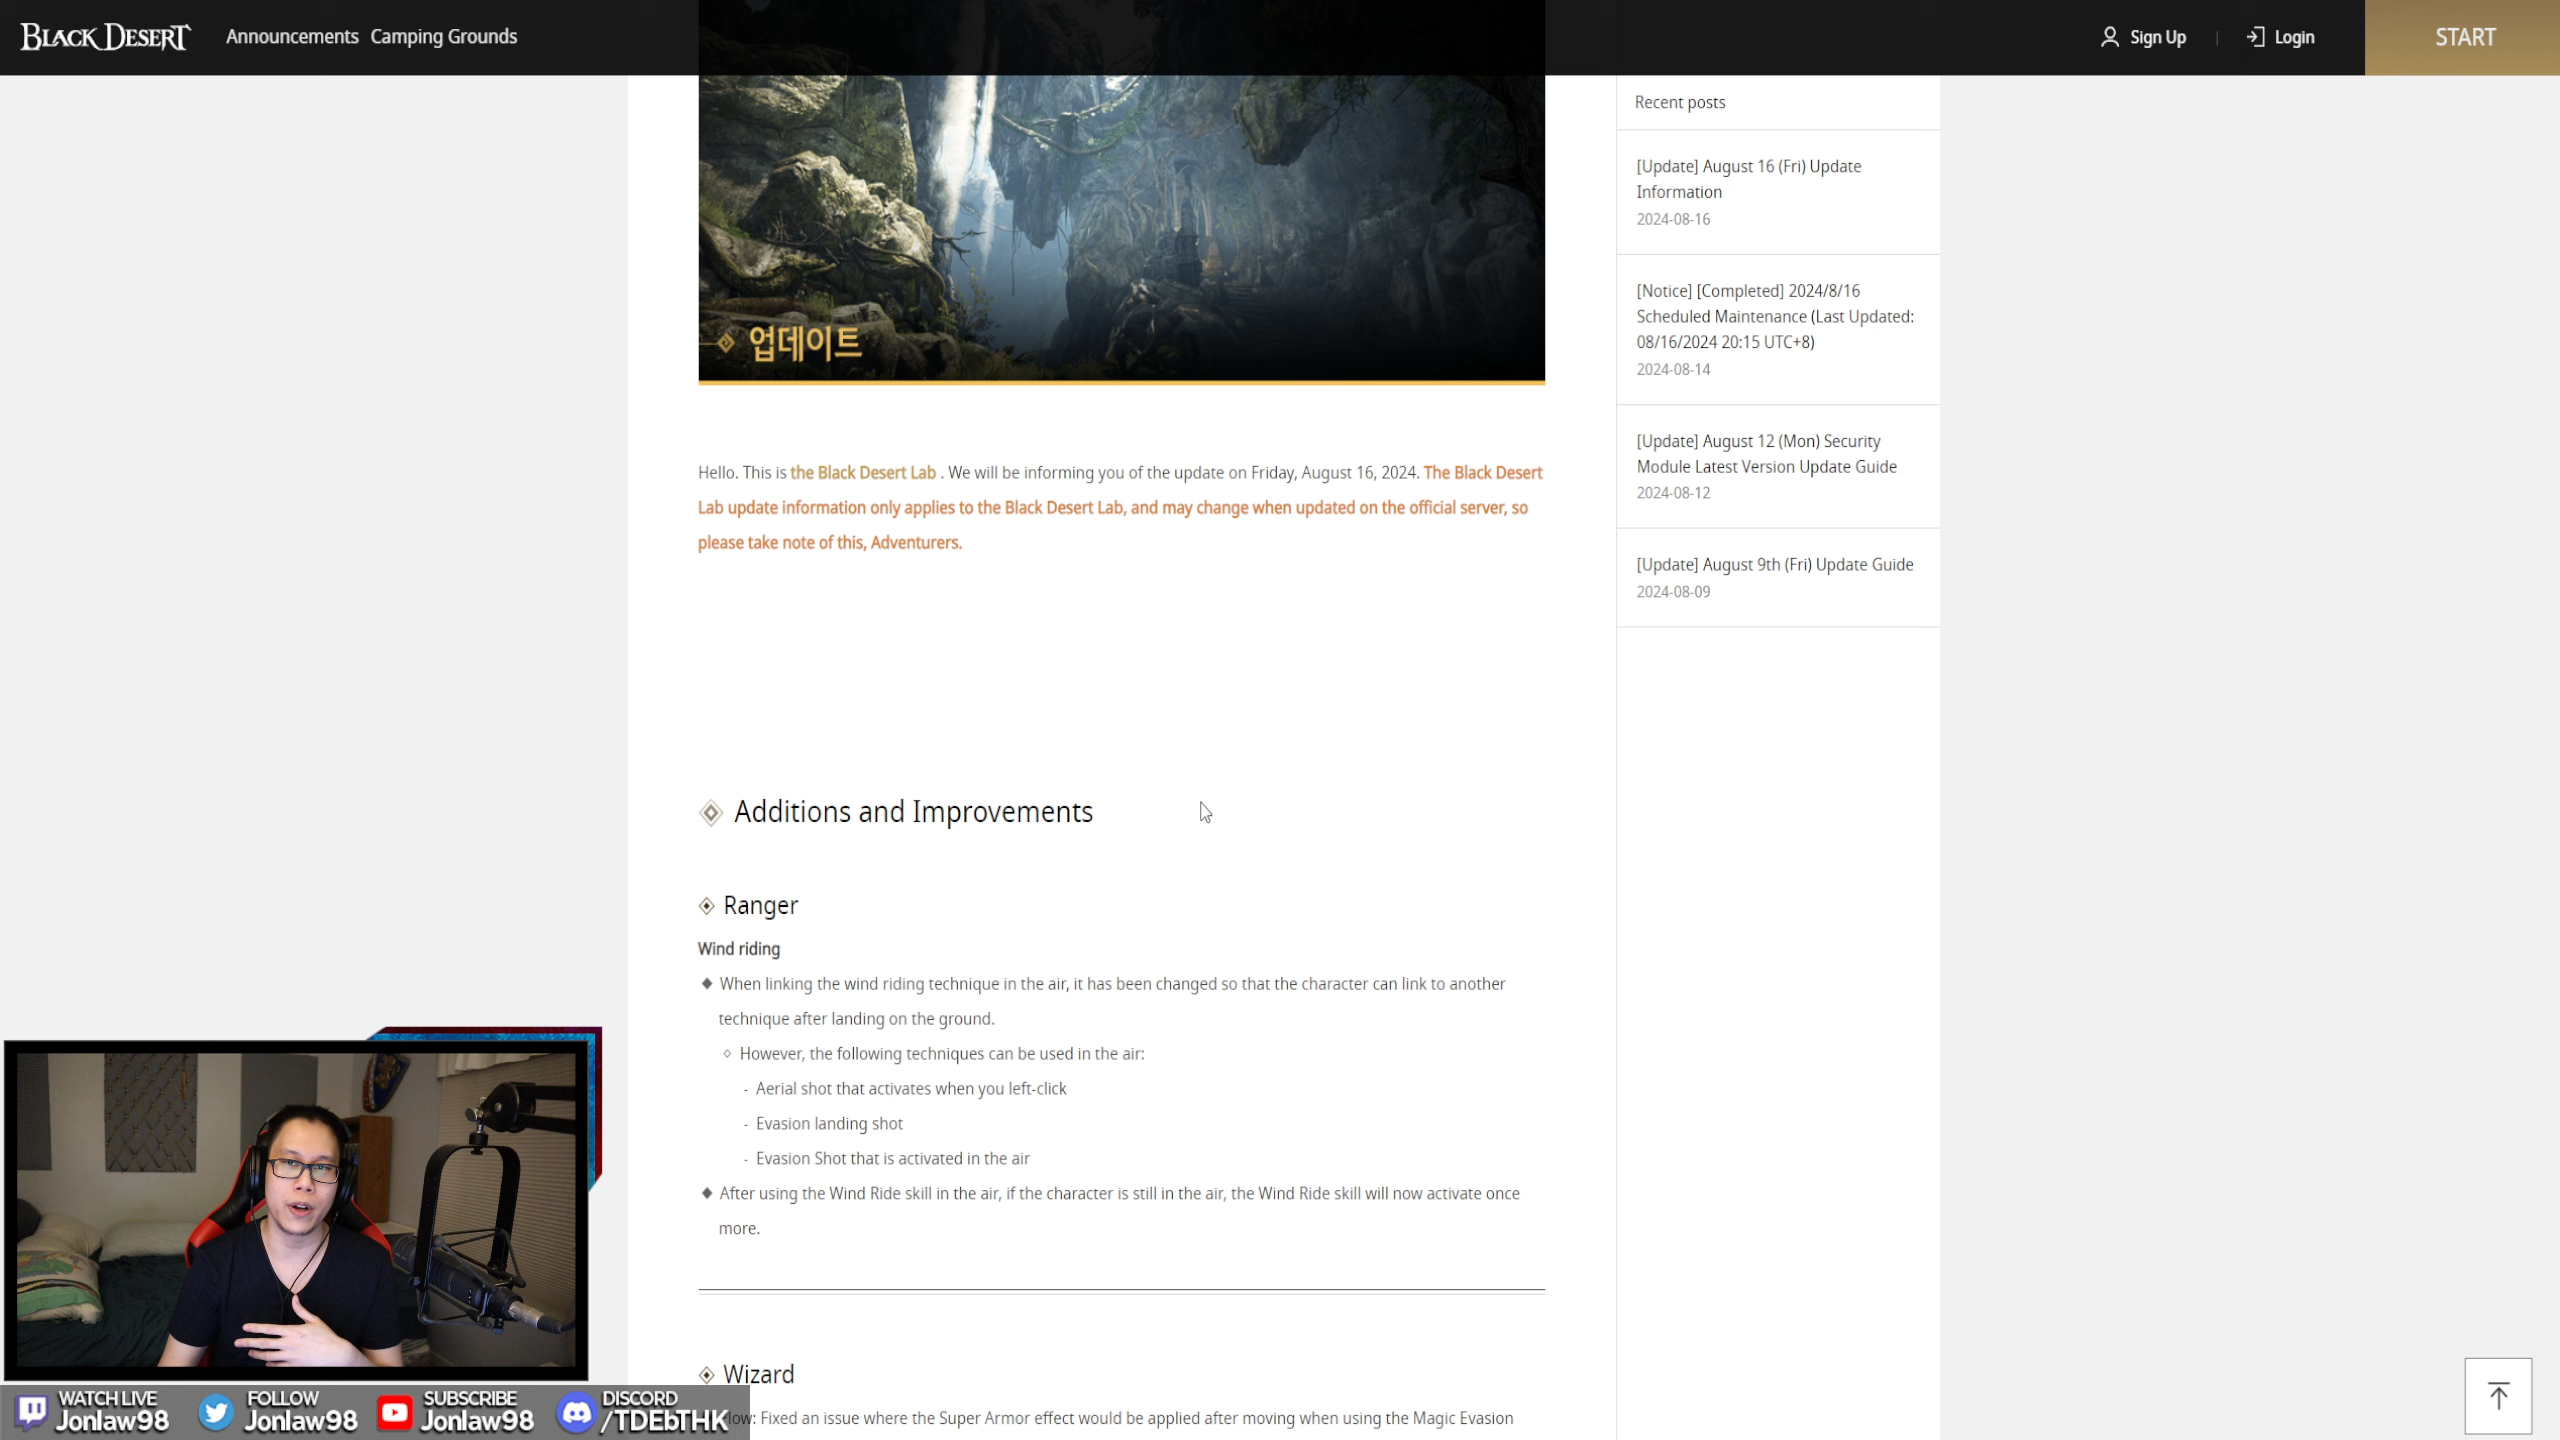 BLACK DESERT
Announcements
Camping Grounds
Sign Up
Login
START
업데이트
Hello. This is the Black Desert Lab . We will be informing you of the update on Friday, August 16, 2024. The Black Desert
Lab update information only applies to the Black Desert Lab, and may change when updated on the official server, so
please take note of this, Adventurers.
Additions and Improvements
Ranger
Wind riding
When linking the wind riding technique in the air, it has been changed so that the character can link to another
technique after landing on the ground.
However, the following techniques can be used in the air:
- Aerial shot that activates when you left-click
- Evasion landing shot
- Evasion Shot that is activated in the air
After using the Wind Ride skill in the air, if the character is still in the air, the Wind Ride skill will now activate once
more.
Wizard
low: Fixed an issue where the Super Armor effect would be applied after moving when using the Magic Evasion
Recent posts
[Update] August 16 (Fri) Update
Information
2024-08-16
[Notice] [Completed] 2024/8/16
Scheduled Maintenance (Last Updated:
08/16/2024 20:15 UTC+8)
2024-08-14
[Update] August 12 (Mon) Security
Module Latest Version Update Guide
2024-08-12
[Update] August 9th (Fri) Update Guide
2024-08-09
WATCH LIVE
Jonlaw98
FOLLOW
Jonlaw98
SUBSCRIBE
Jonlaw98
DISCORD
/TDEbTHK